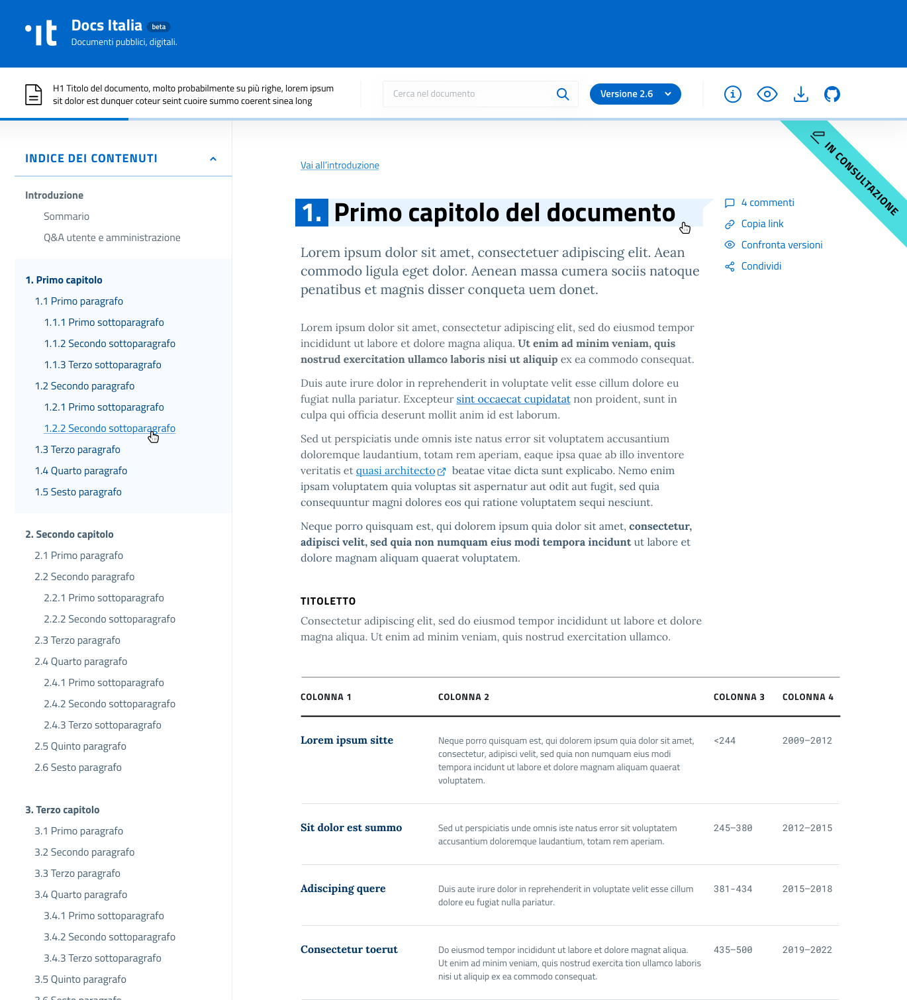 Docs Italia beta
Documenti pubblici, digitali.
H1 Titolo del documento, molto probabilmente su più righe, lorem ipsum
sit dolor est dunquer coteur seint cuoire summo coerent sinea long
Cerca nel documento
Versione 2.6
IN CONSULTAZIONE
INDICE DEI CONTENUTI
Introduzione
Sommario
Q&A utente e amministrazione
1. Primo capitolo
1.1 Primo paragrafo
1.1.1 Primo sottoparagrafo
1.1.2 Secondo sottoparagrafo
1.1.3 Terzo sottoparagrafo
1.2 Secondo paragrafo
1.2.1 Primo sottoparagrafo
1.2.2 Secondo sottoparagrafo
1.3 Terzo paragrafo
1.4 Quarto paragrafo
1.5 Sesto paragrafo
2. Secondo capitolo
2.1 Primo paragrafo
2.2 Secondo paragrafo
2.2.1 Primo sottoparagrafo
2.2.2 Secondo sottoparagrafo
2.3 Terzo paragrafo
2.4 Quarto paragrafo
2.4.1 Primo sottoparagrafo
2.4.2 Secondo sottoparagrafo
2.4.3 Terzo sottoparagrafo
2.5 Quinto paragrafo
2.6 Sesto paragrafo
3. Terzo capitolo
3.1 Primo paragrafo
3.2 Secondo paragrafo
3.3 Terzo paragrafo
3.4 Quarto paragrafo
3.4.1 Primo sottoparagrafo
3.4.2 Secondo sottoparagrafo
3.4.3 Terzo sottoparagrafo
3.5 Quinto paragrafo
3.6 Sesto paragrafo
Vai all'introduzione
1. Primo capitolo del documento
4 commenti
Copia link
Confronta versioni
Condividi
Lorem ipsum dolor sit amet, consectetuer adipiscing elit. Aean
commodo ligula eget dolor. Aenean massa cumera sociis natoque
penatibus et magnis disser conqueta uem donet.
Lorem ipsum dolor sit amet, consectetur adipiscing elit, sed do eiusmod tempor
incididunt ut labore et dolore magna aliqua. Ut enim ad minim veniam, quis
nostrud exercitation ullamco laboris nisi ut aliquip ex ea commodo consequat.
Duis aute irure dolor in reprehenderit in voluptate velit esse cillum dolore eu
fugiat nulla pariatur. Excepteur sint occaecat cupidatat non proident, sunt in
culpa qui officia deserunt mollit anim id est laborum.
Sed ut perspiciatis unde omnis iste natus error sit voluptatem accusantium
doloremque laudantium, totam rem aperiam, eaque ipsa quae ab illo inventore
veritatis et quasi architecto beatae vitae dicta sunt explicabo. Nemo enim
ipsam voluptatem quia voluptas sit aspernatur aut odit aut fugit, sed quia
consequuntur magni dolores eos qui ratione voluptatem sequi nesciunt.
Neque porro quisquam est, qui dolorem ipsum quia dolor sit amet, consectetur,
adipisci velit, sed quia non numquam eius modi tempora incidunt ut labore et
dolore magnam aliquam quaerat voluptatem.
TITOLETTO
Consectetur adipiscing elit, sed do eiusmod tempor incididunt ut labore et dolore
magna aliqua. Ut enim ad minim veniam, quis nostrud exercitation ullamco.
COLONNA 1 COLONNA 2 COLONNA 3 COLONNA 4
Lorem ipsum sitte Neque porro quisquam est, qui dolorem ipsum quia dolor sit amet, <244 2009–2012
consectetur, adipisci velit, sed quia non numquam eius modi
tempora incidunt ut labore et dolore magnam aliquam quaerat
voluptatem.
Sit dolor est summo Sed ut perspiciatis unde omnis iste natus error sit voluptatem 245–380 2012–2015
accusantium doloremque laudantium, totam rem aperiam.
Adisciping quere Duis aute irure dolor in reprehenderit in voluptate velit esse cillum 381-434 2015–2018
dolore eu fugiat nulla pariatur.
Consectetur toerut Do eiusmod tempor incididunt ut labore et dolore magnat aliqua. 435–500 2019–2022
Ut enim ad minim veniam, quis nostrud exercita tion ullamco laboris
nisi ut aliquip ex ea commodo consequat.